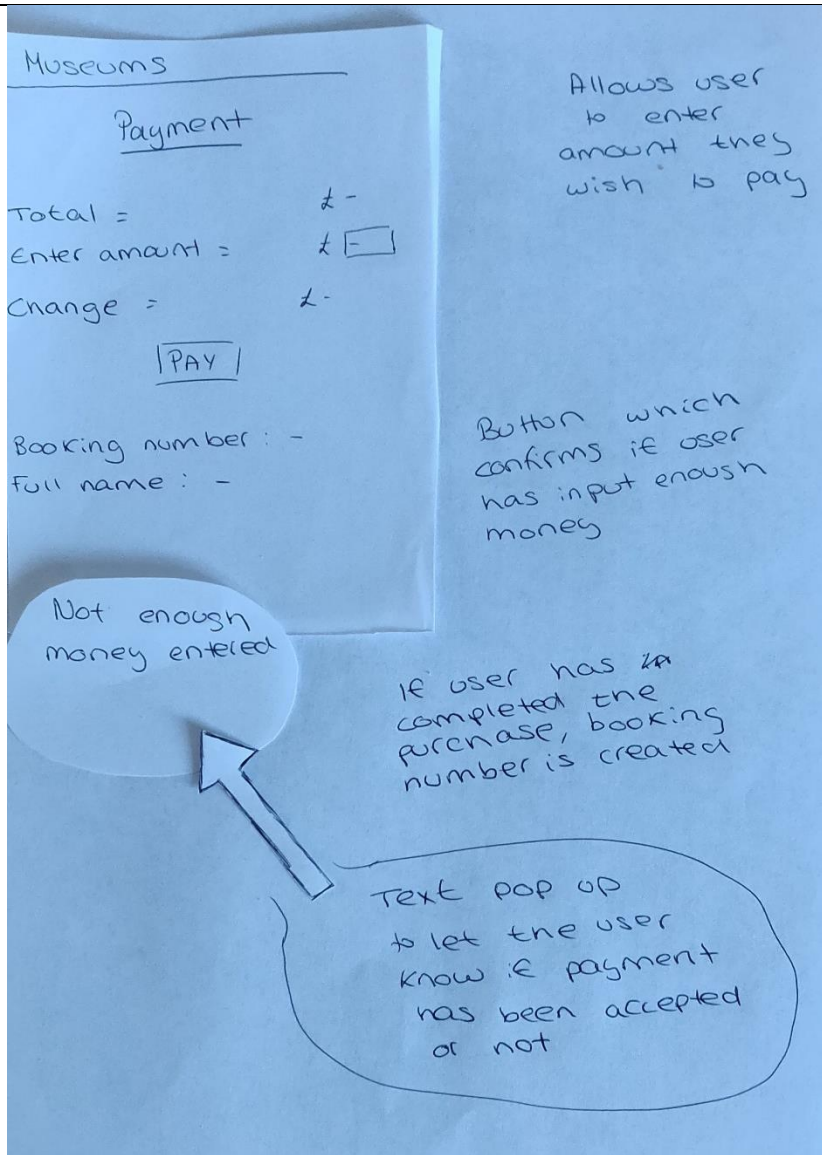 Museums
Payment
Total = £ -
Enter amount = £ -
Change = £ -
PAY
Booking number : -
Full name : -
Not enough
money entered
Allows user
to enter
amount they
wish to pay
Button which
confirms if user
has input enough
money
If user has
completed the
purchase, booking
number is created
Text pop up
to let the user
know if payment
has been accepted
or not